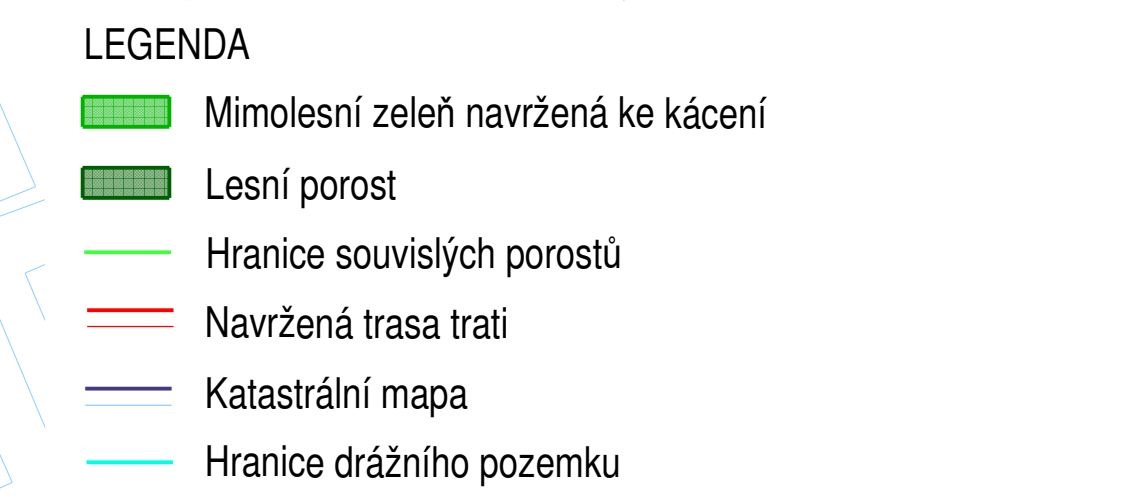 LEGENDA
Mimolesní zeleň navržená ke kácení
Lesní porost
Hranice souvislých porostů
Navržená trasa trati
Katastrální mapa
Hranice drážního pozemku